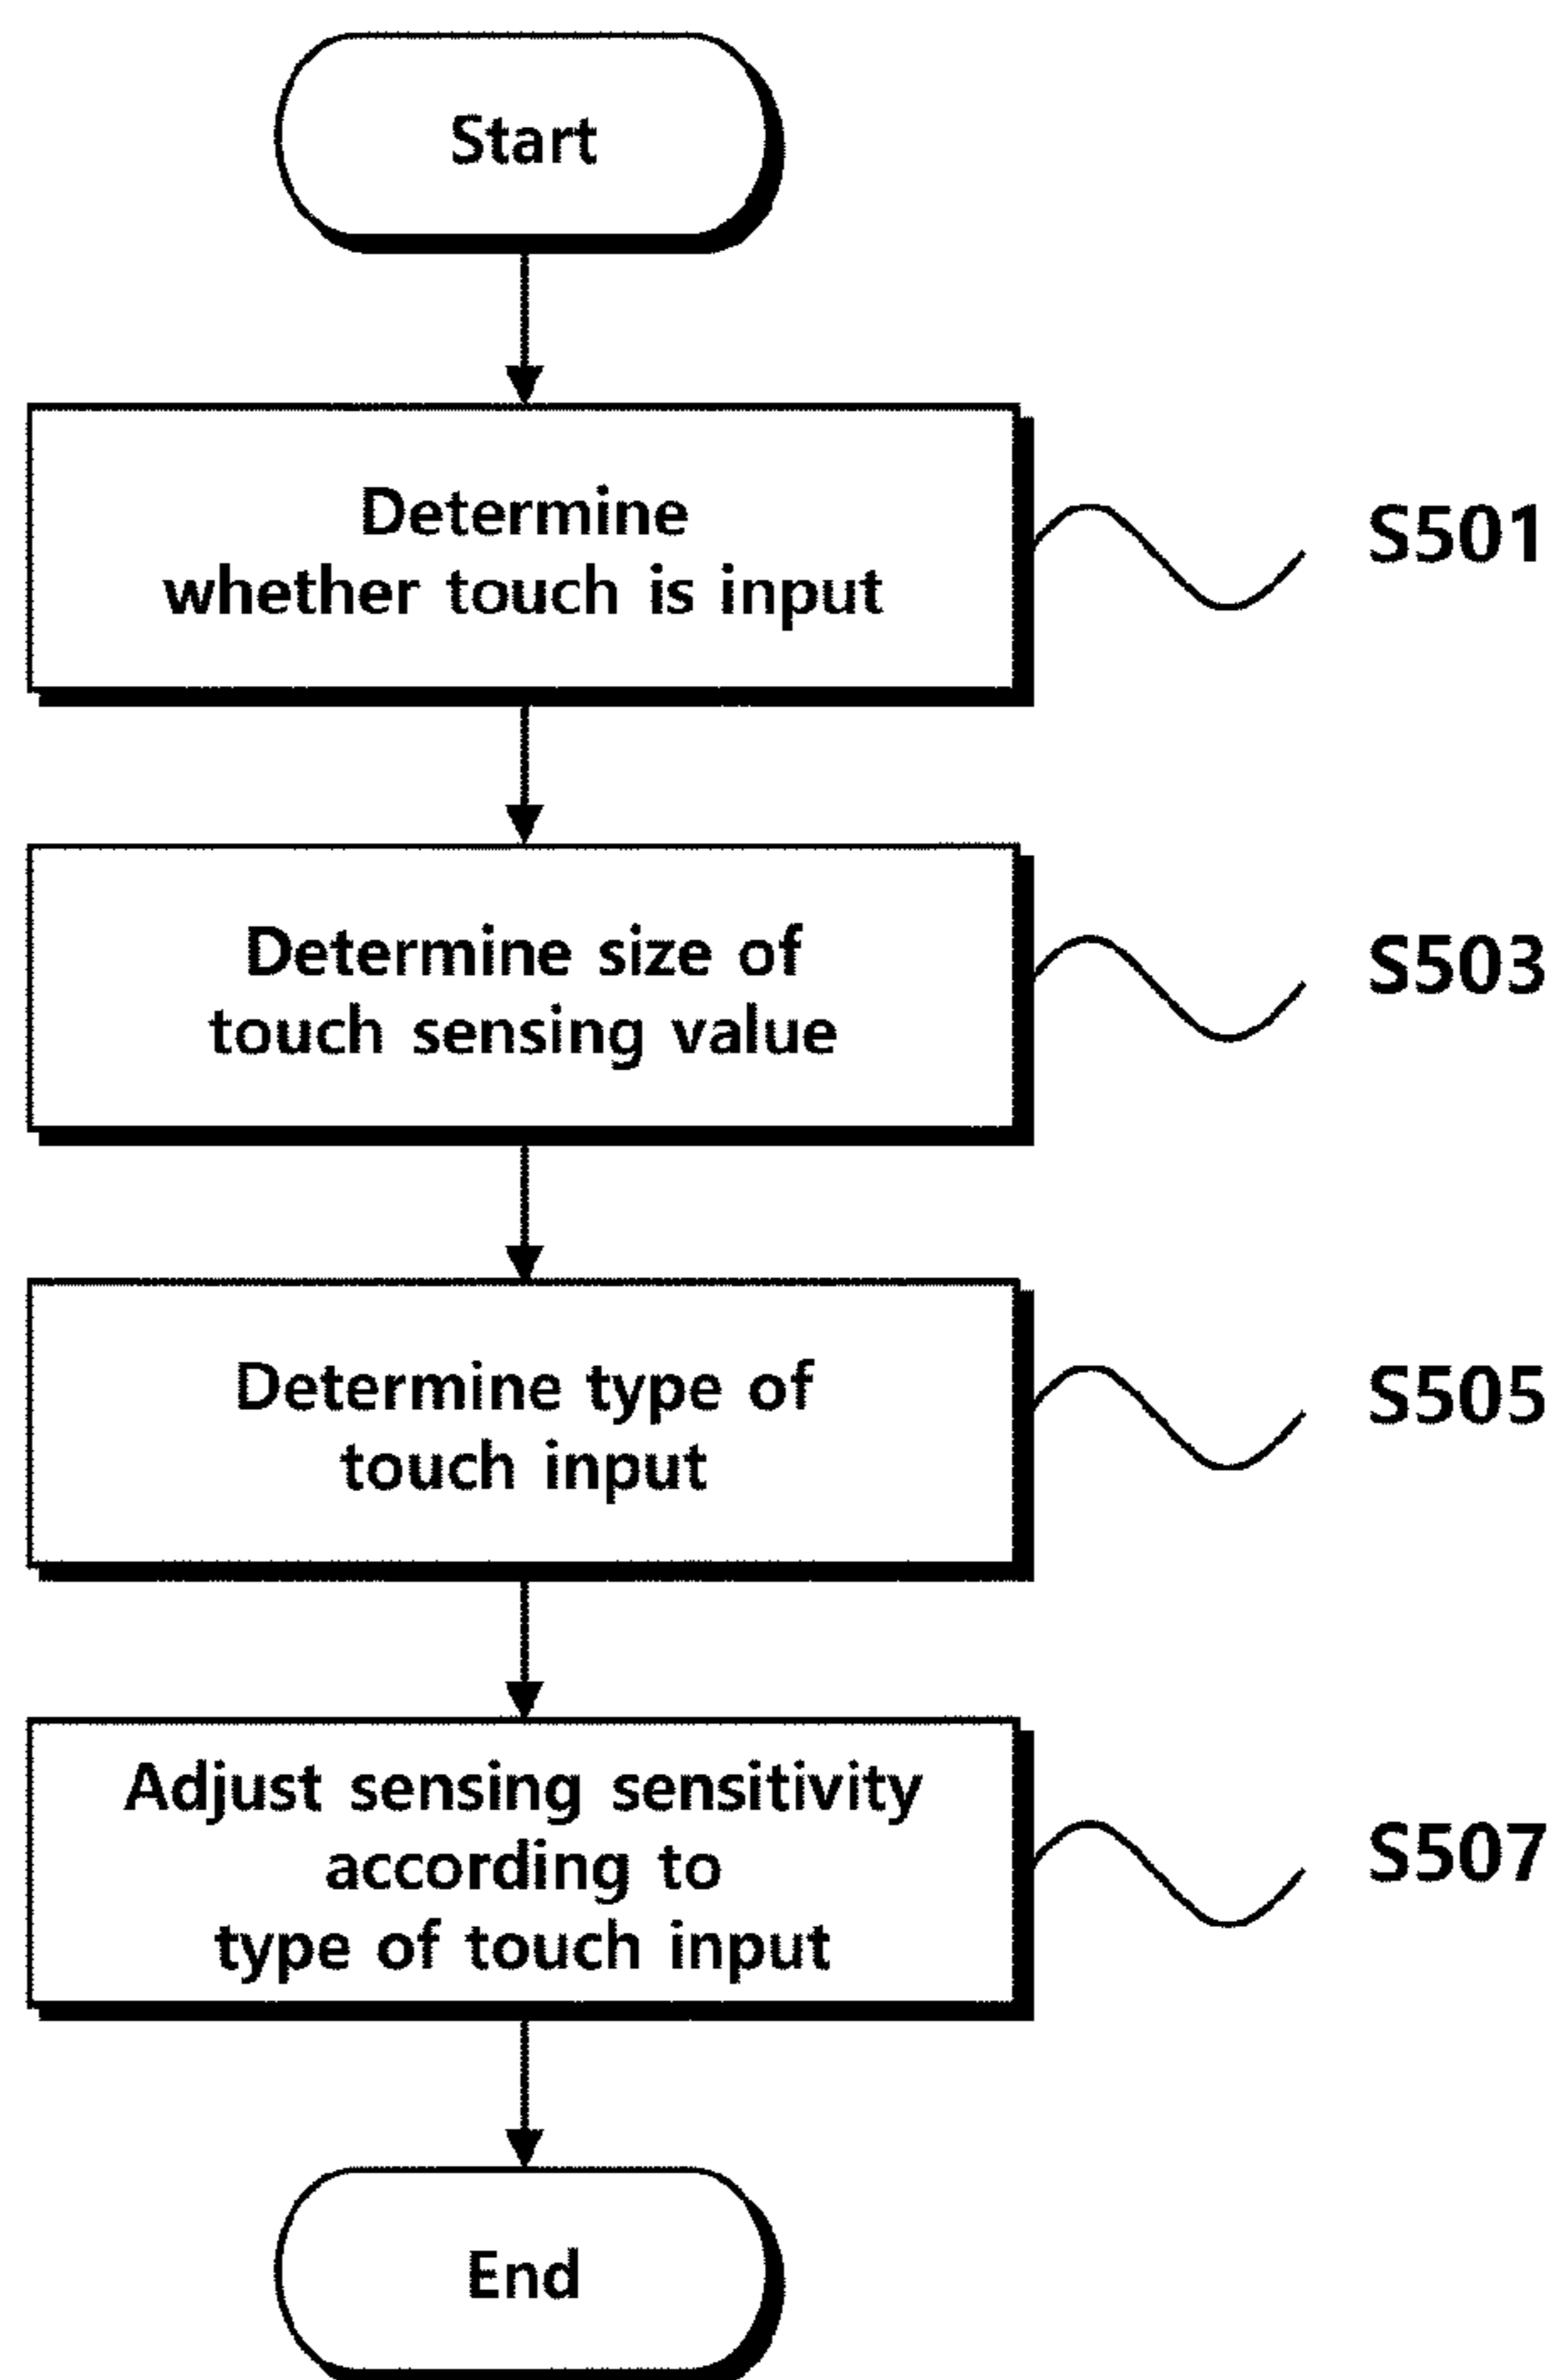 Start
Determine
whether touch is input
S501
Determine size of
touch sensing value
S503
Determine type of
touch input
S505
Adjust sensing sensitivity
according to
type of touch input
S507
End